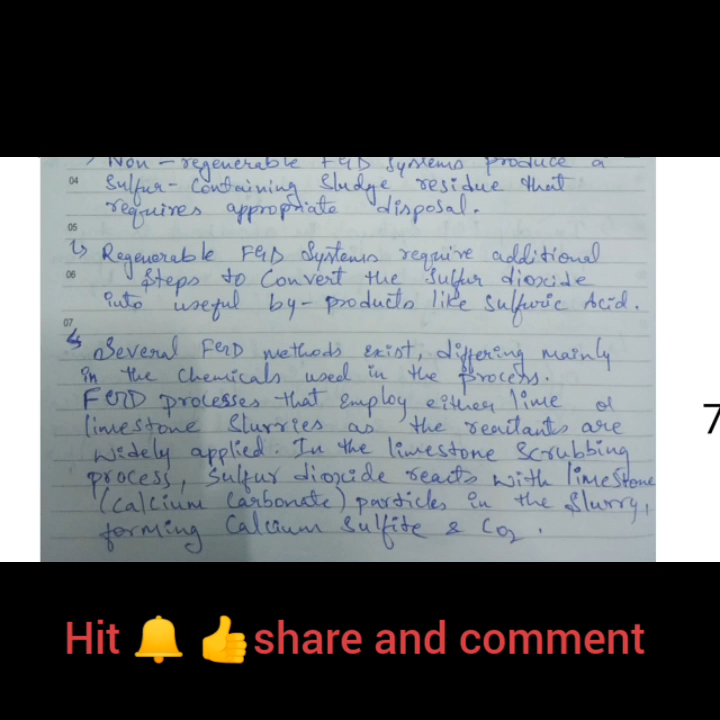 Non - regenerable FGD Systems produce a
04 Sulfur - Containing Sludge residue that
requires appropriate disposal.
05
↳ Regenerable FGD Systems require additional
06 Steps to Convert the Sulfur dioxide
into useful by - products like Sulfuric Acid.
07
↳ Several FGD methods exist, differing mainly
in the Chemicals used in the process.
FGD processes that employ either lime or
limestone Slurries as the reactants are
widely applied. In the limestone Scrubbing
process, Sulfur dioxide reacts with limestone
(Calcium Carbonate) particles in the Slurry,
forming Calcium Sulfite & CO2.
7
Hit 🔔 👍 share and comment